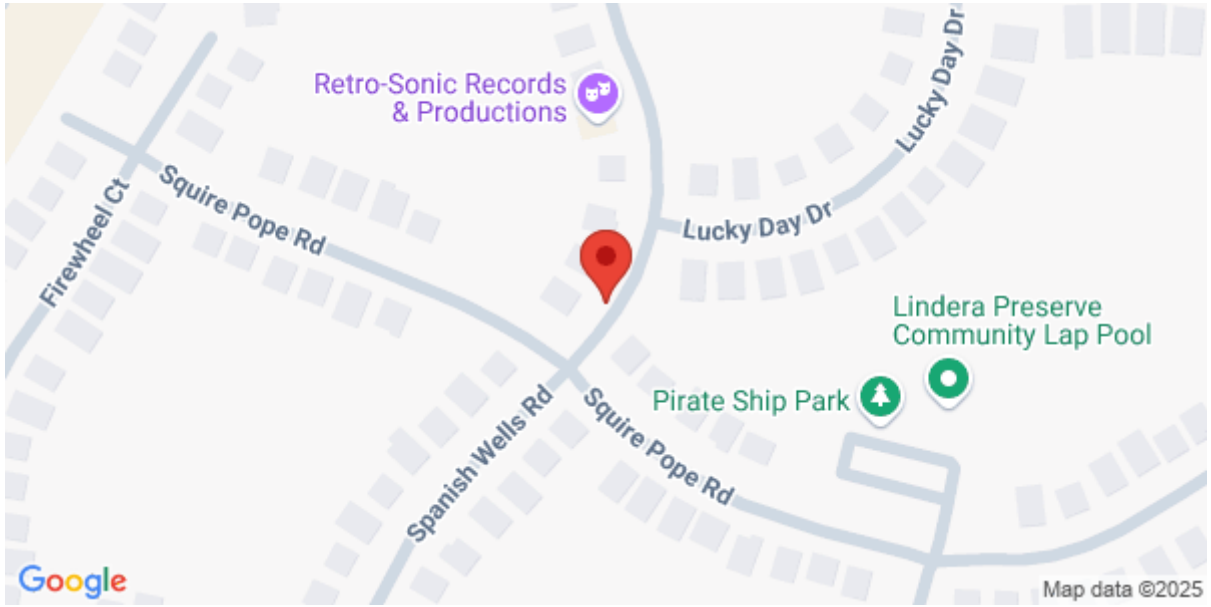 Retro-Sonic Records
& Productions
Lucky Day Dr
Squire Pope Rd
Firewheel Ct
Lucky Day Dr
Lindera Preserve
Community Lap Pool
Pirate Ship Park
Squire Pope Rd
Spanish Wells Rd
Google
Map data ©2025